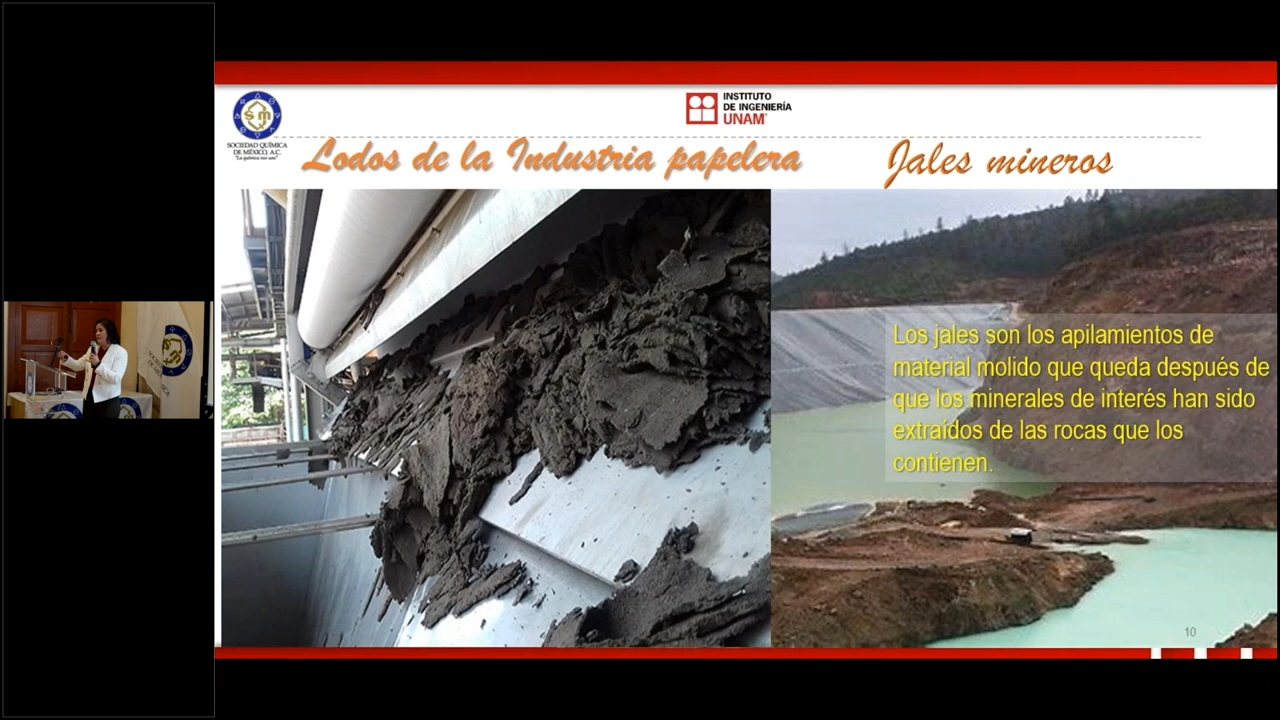 SOCIEDAD QUÍMICA
DE MÉXICO, A.C.
"La química nos une"
INSTITUTO
DE INGENIERÍA
UNAM
Lodos de la Industria papelera
Jales mineros
Los jales son los apilamientos de
material molido que queda después de
que los minerales de interés han sido
extraídos de las rocas que los
contienen.
10